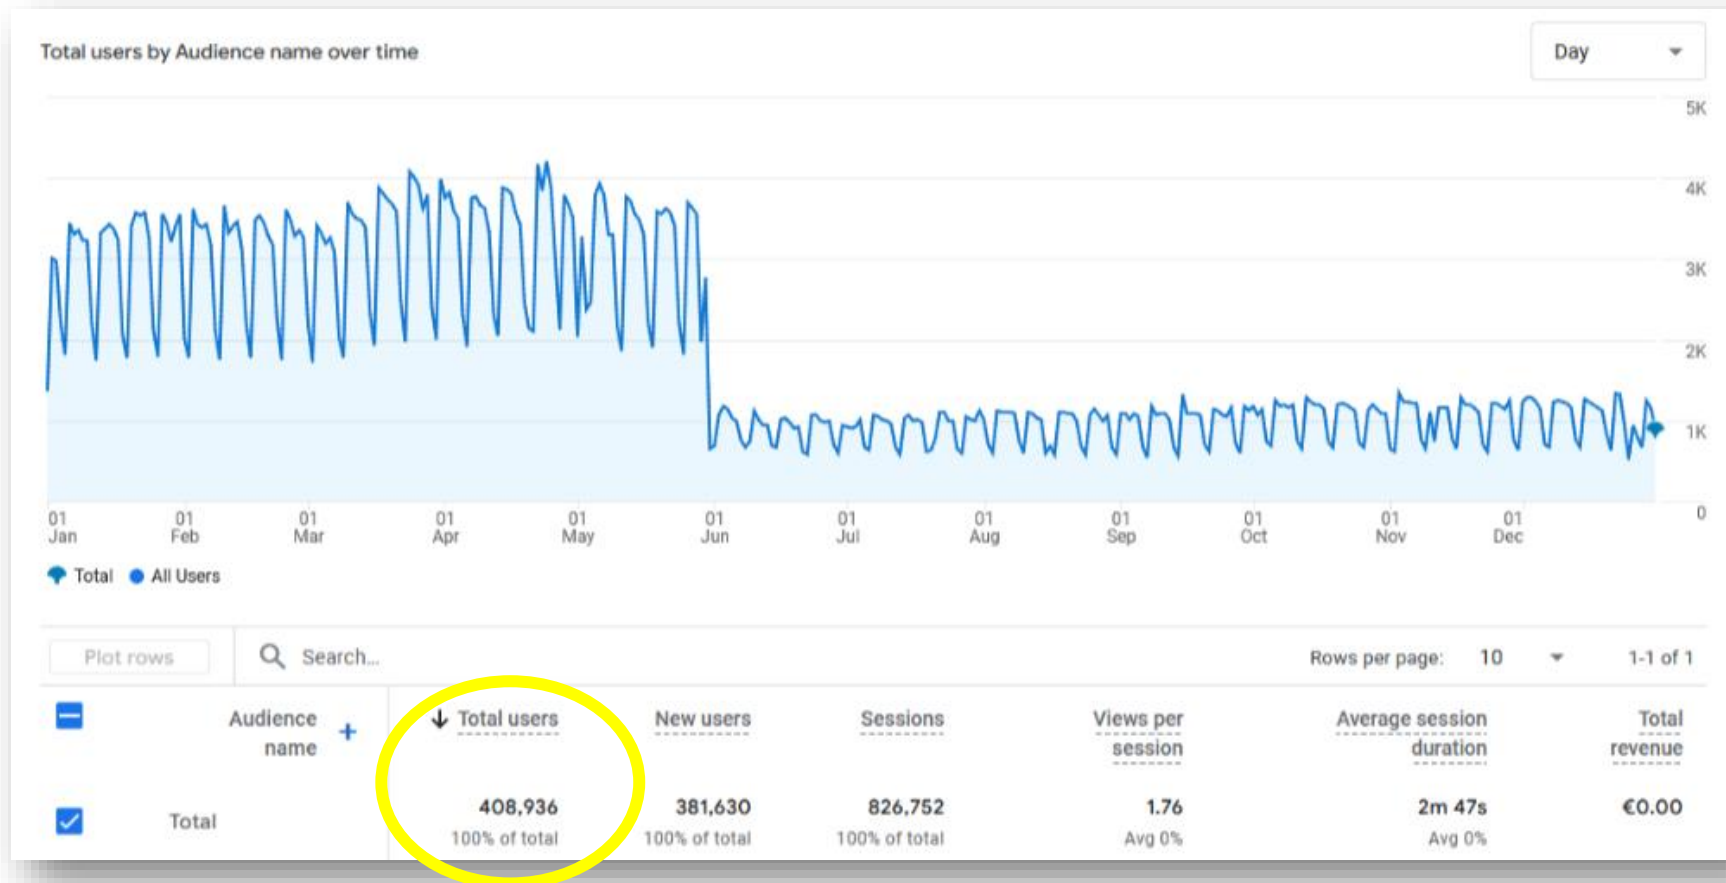 Total users by Audience name over time
Day
5K
4K
3K
2K
1K
0
01 01 01 01 01 01 01 01 01 01 01 01
Jan Feb Mar Apr May Jun Jul Aug Sep Oct Nov Dec
Total All Users
Plot rows Search... Rows per page: 10 1-1 of 1
Audience name + Total users New users Sessions Views per session Average session duration Total revenue
Total 408,936 381,630 826,752 1.76 2m 47s €0.00
100% of total 100% of total 100% of total Avg 0% Avg 0%